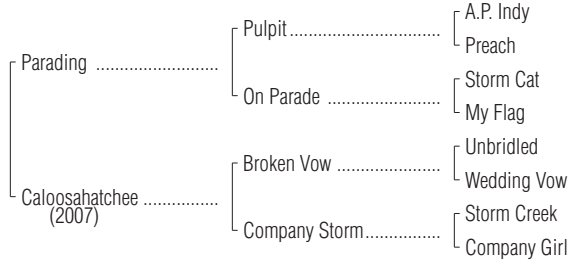 A.P. Indy
Pulpit
Preach
Parading
Storm Cat
On Parade
My Flag
Unbridled
Broken Vow
Wedding Vow
Caloosahatchee
(2007)
Storm Creek
Company Storm
Company Girl